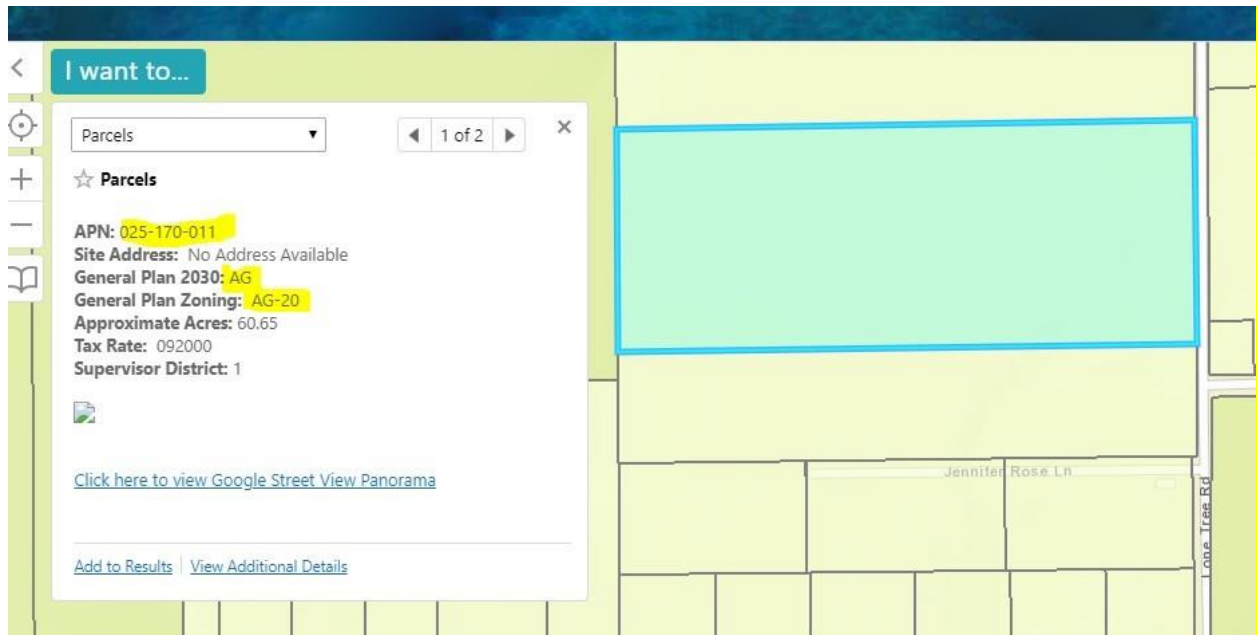 I want to...
Parcels
1 of 2
Parcels
APN: 025-170-011
Site Address: No Address Available
General Plan 2030: AG
General Plan Zoning: AG-20
Approximate Acres: 60.65
Tax Rate: 092000
Supervisor District: 1
Click here to view Google Street View Panorama
Add to Results View Additional Details
Jennifer Rose Ln
Lone Tree Rd